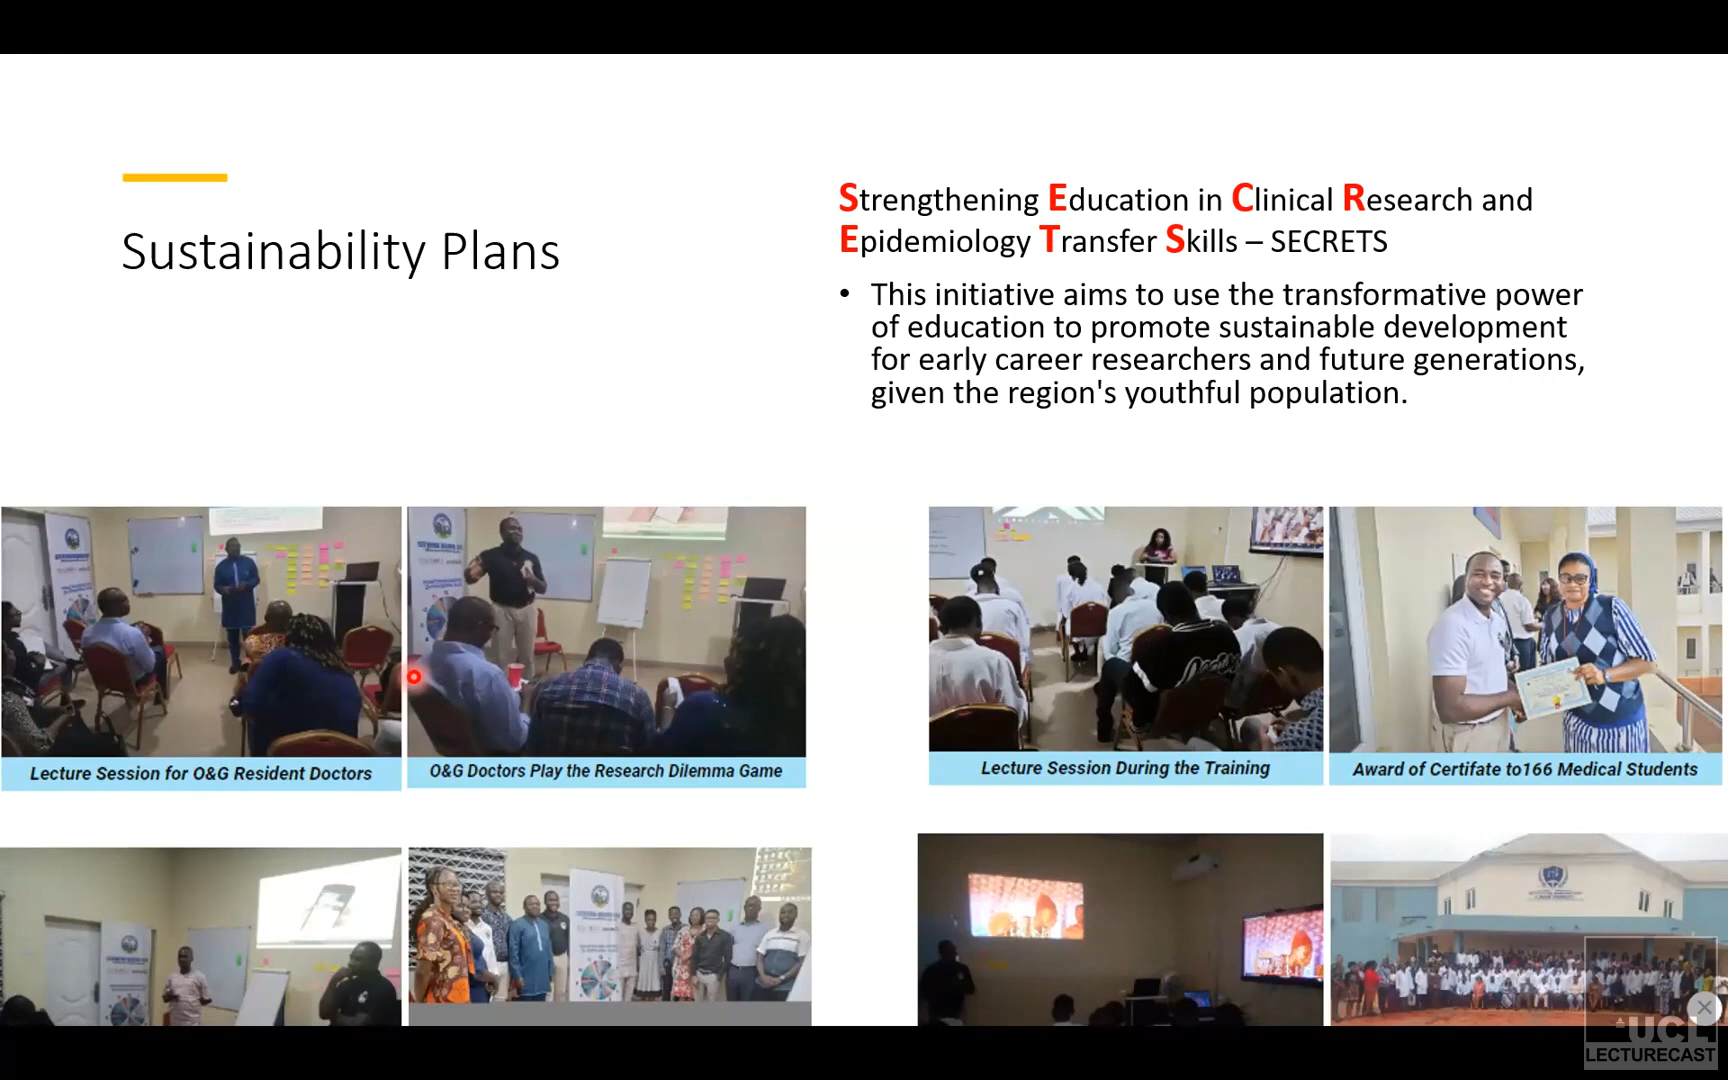 Sustainability Plans
Strengthening Education in Clinical Research and
Epidemiology Transfer Skills – SECRETS
• This initiative aims to use the transformative power
of education to promote sustainable development
for early career researchers and future generations,
given the region's youthful population.
Lecture Session for O&G Resident Doctors
O&G Doctors Play the Research Dilemma Game
Lecture Session During the Training
Award of Certifate to166 Medical Students
UCL
LECTURECAST